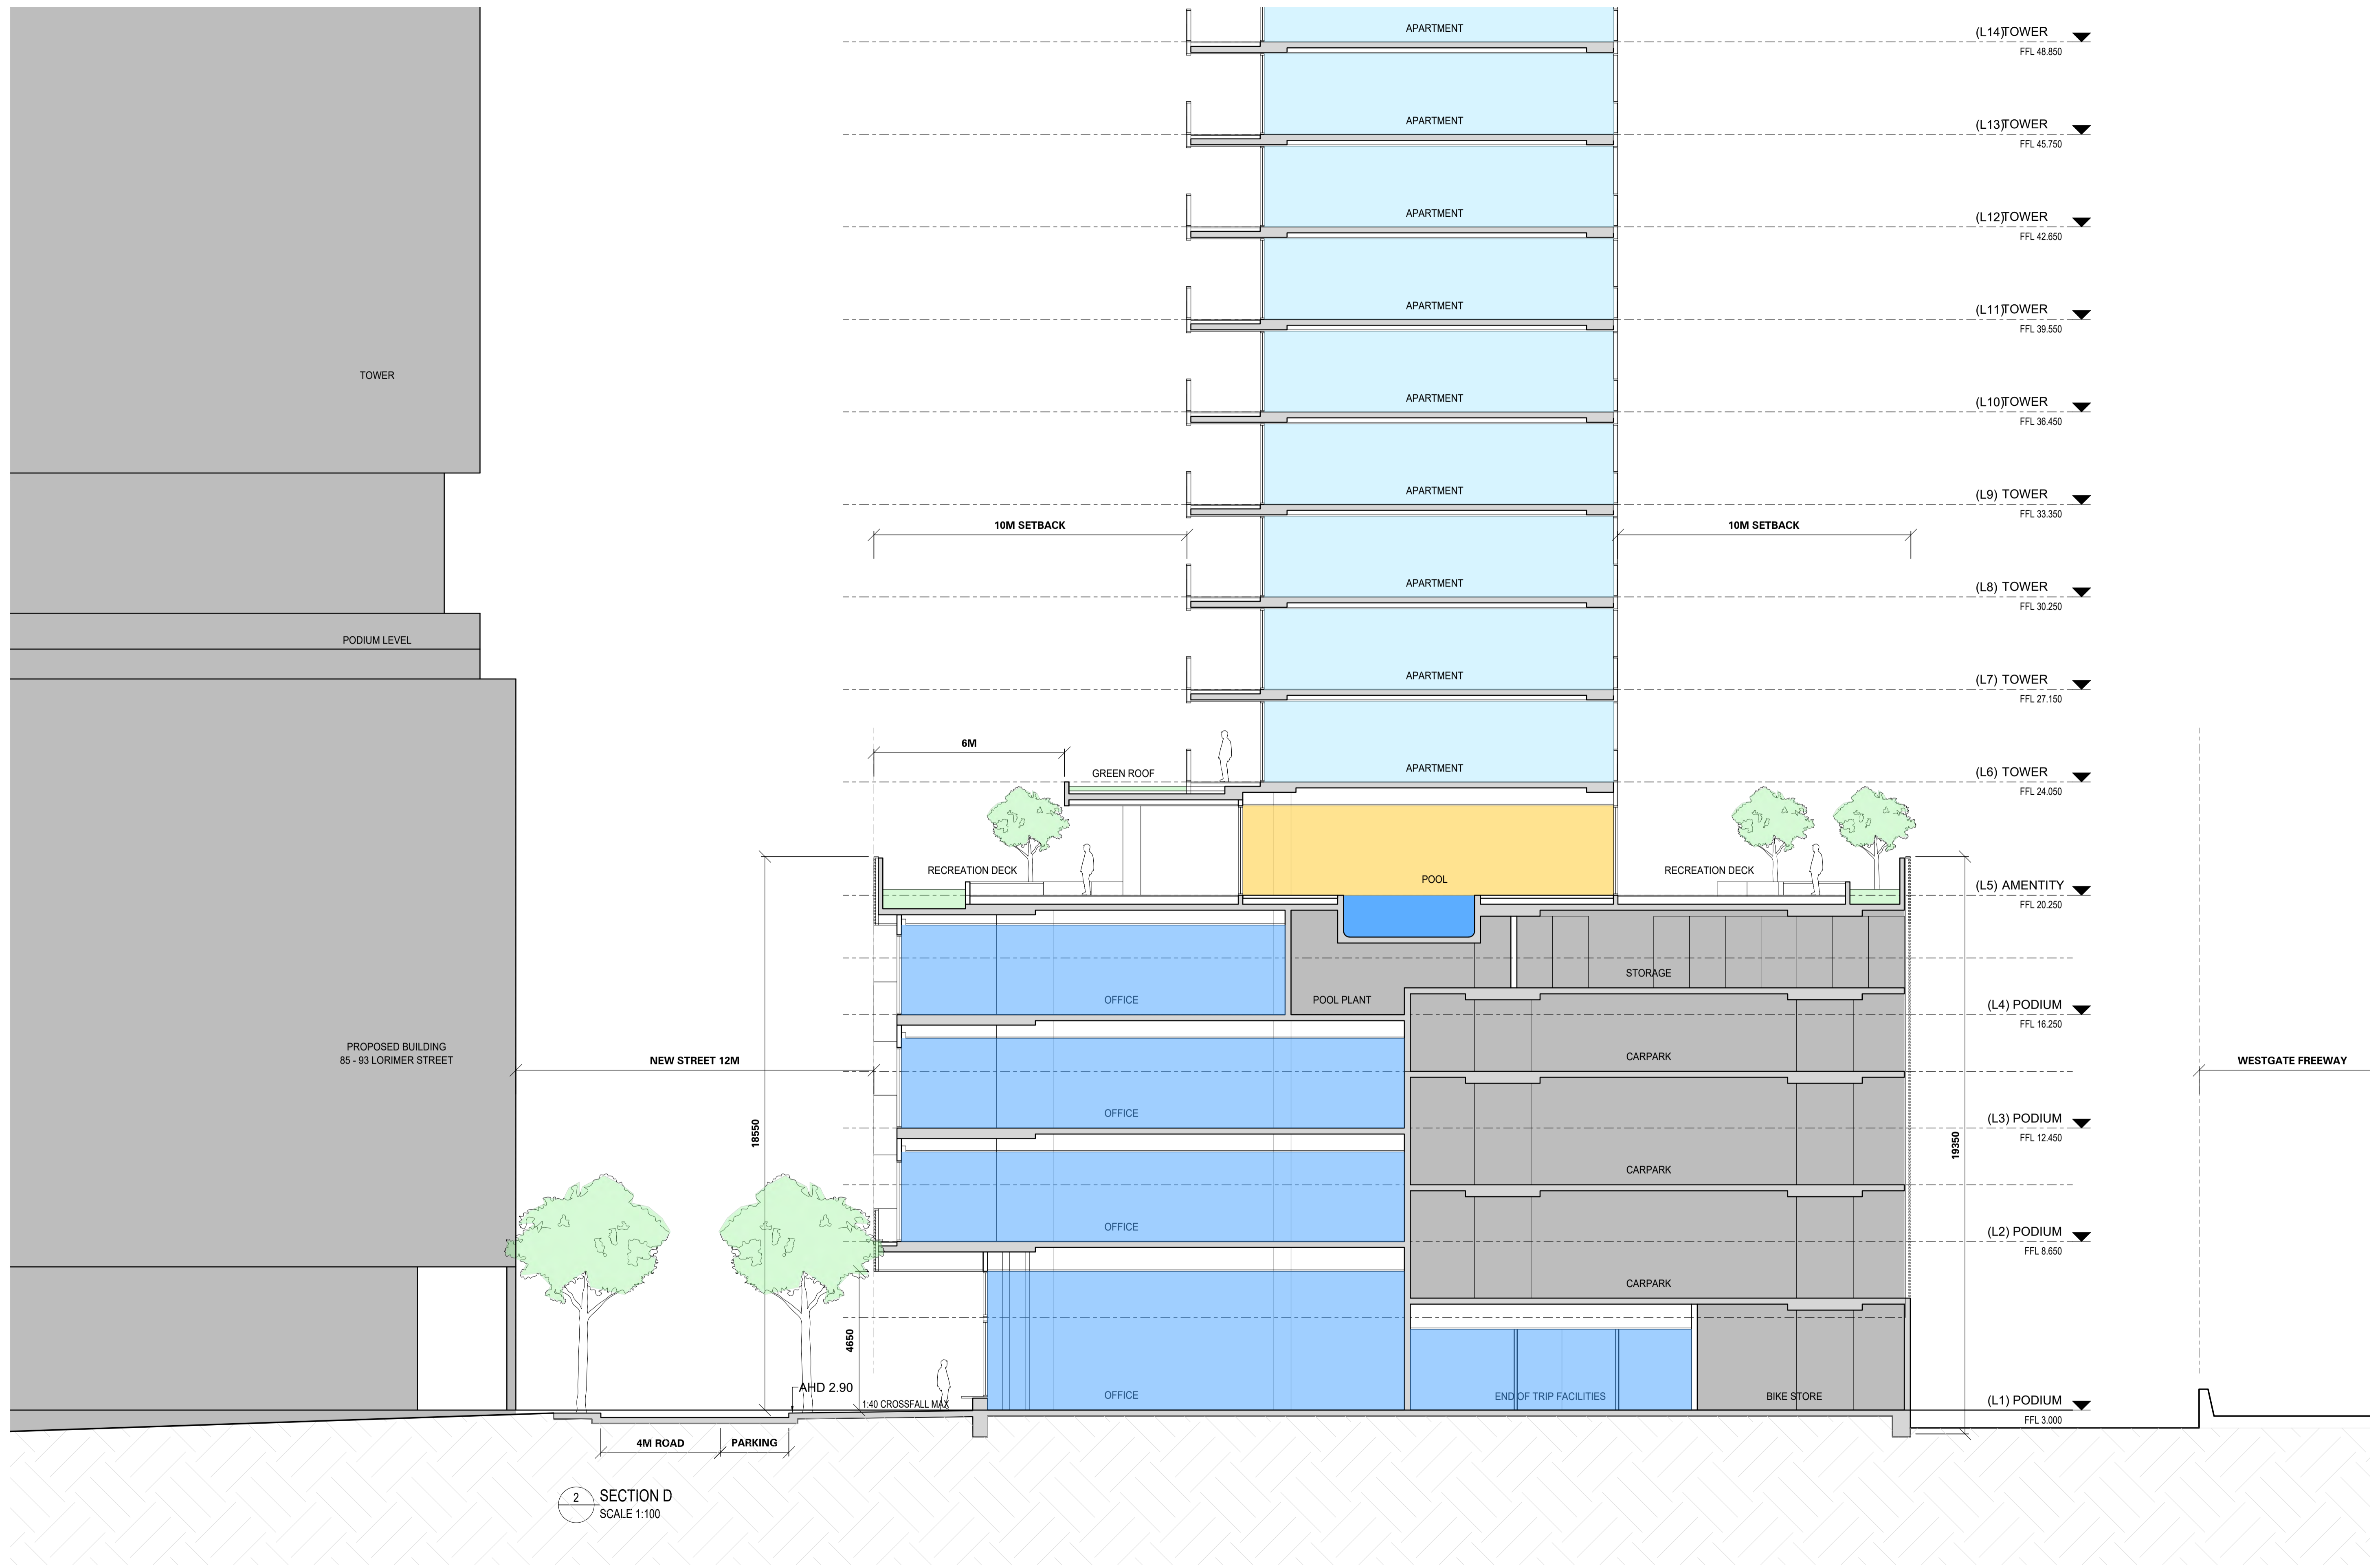 APARTMENT
(L14)TOWER
FFL 48.850
APARTMENT
(L13)TOWER
FFL 45.750
APARTMENT
(L12)TOWER
FFL 42.650
APARTMENT
(L11)TOWER
FFL 39.550
TOWER
APARTMENT
(L10)TOWER
FFL 36.450
APARTMENT
(L9) TOWER
FFL 33.350
10M SETBACK
10M SETBACK
APARTMENT
(L8) TOWER
FFL 30.250
PODIUM LEVEL
APARTMENT
(L7) TOWER
FFL 27.150
6M
GREEN ROOF
APARTMENT
(L6) TOWER
FFL 24.050
RECREATION DECK
POOL
RECREATION DECK
(L5) AMENTITY
FFL 20.250
STORAGE
OFFICE
POOL PLANT
(L4) PODIUM
FFL 16.250
PROPOSED BUILDING
85 - 93 LORIMER STREET
NEW STREET 12M
CARPARK
WESTGATE FREEWAY
18550
OFFICE
(L3) PODIUM
FFL 12.450
19350
CARPARK
OFFICE
(L2) PODIUM
FFL 8.650
CARPARK
4650
AHD 2.90
1:40 CROSSFALL MAX
OFFICE
END OF TRIP FACILITIES
BIKE STORE
(L1) PODIUM
FFL 3.000
4M ROAD
PARKING
2
SECTION D
SCALE 1:100